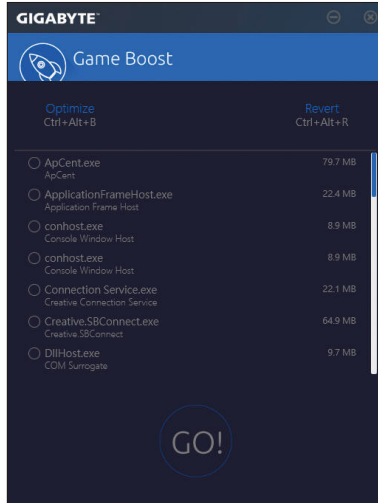 GIGABYTE™
Game Boost
Optimize Revert
Ctrl+Alt+B Ctrl+Alt+R
ApCent.exe 79.7 MB
ApCent
ApplicationFrameHost.exe 22.4 MB
Application Frame Host
conhost.exe 8.9 MB
Console Window Host
conhost.exe 8.9 MB
Console Window Host
Connection Service.exe 22.1 MB
Creative Connection Service
Creative.SBConnect.exe 64.9 MB
Creative.SBConnect
DllHost.exe 9.7 MB
COM Surrogate
GO!